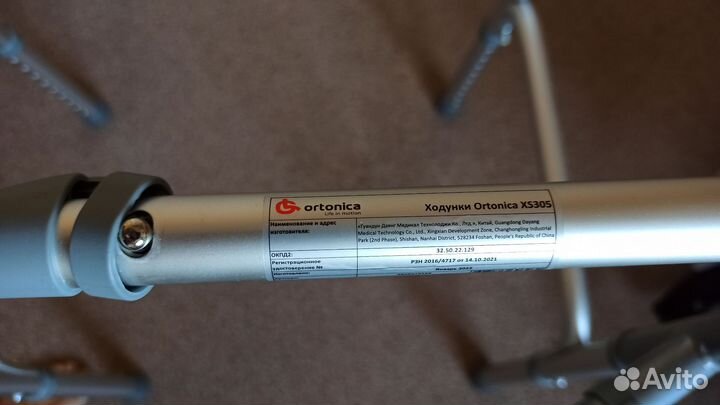 ortonica
Life in motion
Ходунки Ortonica XS305
Наименование и адрес
изготовителя:
«Гуандун Даянг Медикал Технолоджи Ко., Лтд.», Китай, Guangdong Dayang
Medical Technology Co., Ltd., Xingxian Development Zone, Changhongling Industrial
Park (2nd Phase), Shishan, Nanhai District, 528234 Foshan, People's Republic of China
ОКПД2:
32.50.22.129
Регистрационное
удостоверение №
РЗН 2016/4717 от 14.10.2021
Изготовлено:
Январь 2022
Avito